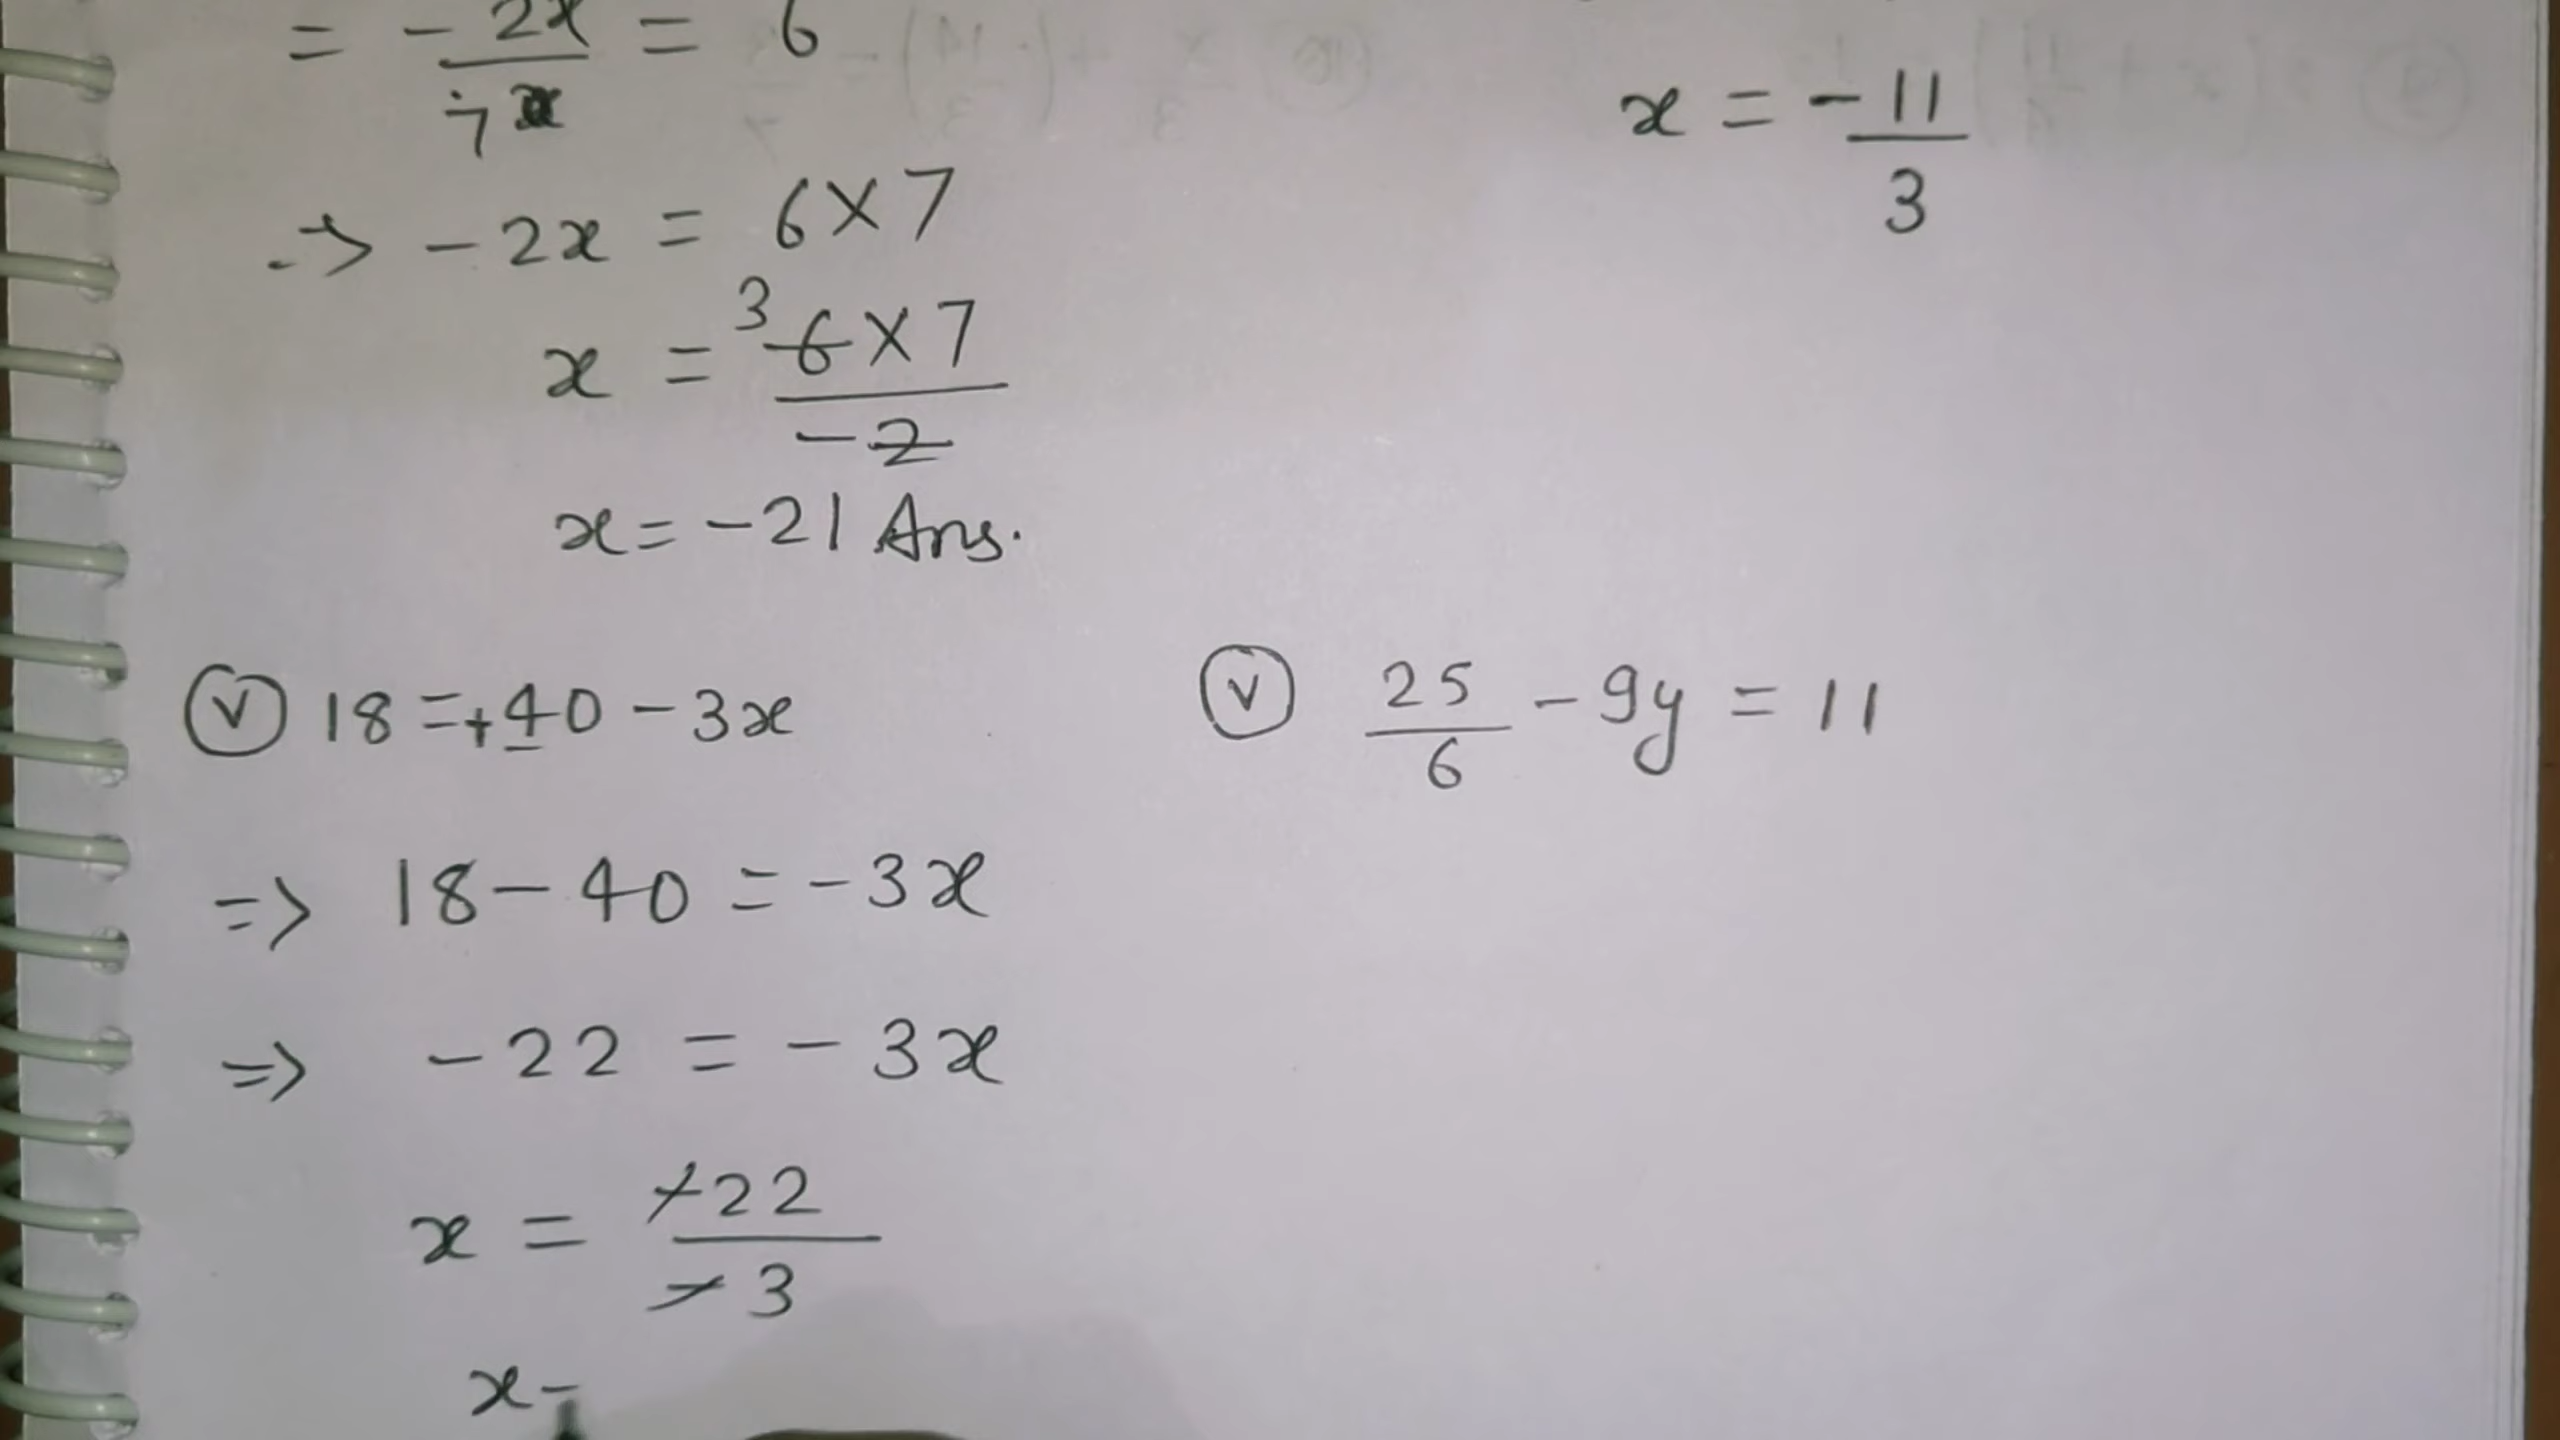 = -2x/7 = 6
⇒ -2x = 6×7
x = 3 6×7/-2
x = -21 Ans.
x = -11/3
(v) 18 = +40 - 3x
⇒ 18 - 40 = -3x
⇒ -22 = -3x
x = -22/-3
x =
(v) 25/6 - 9y = 11